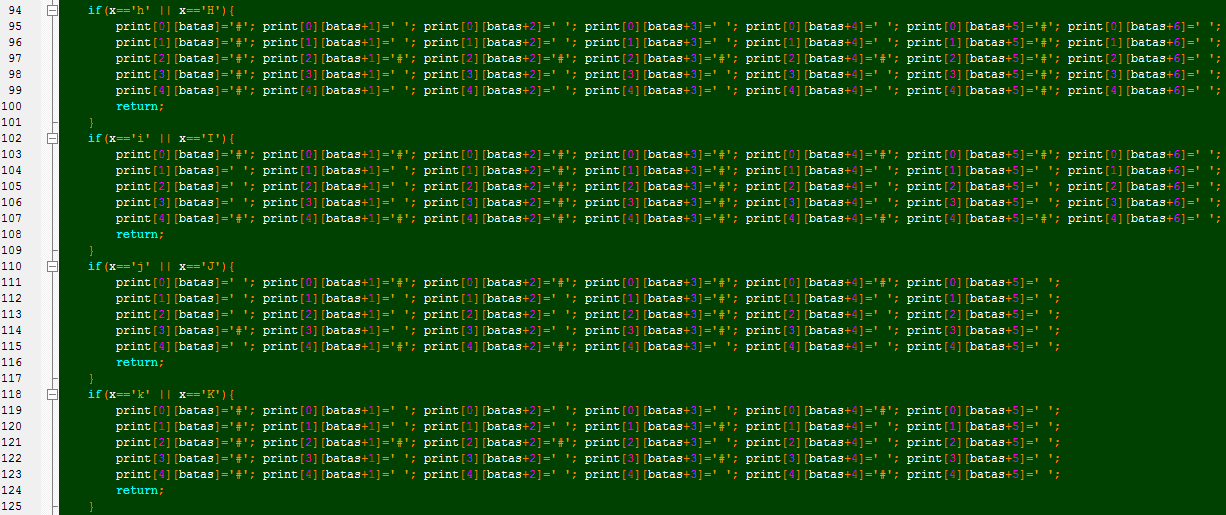 94 if(x=='h' || x=='H'){
95 print[0][batas]='#'; print[0][batas+1]=' '; print[0][batas+2]=' '; print[0][batas+3]=' '; print[0][batas+4]=' '; print[0][batas+5]='#'; print[0][batas+6]=' ';
96 print[1][batas]='#'; print[1][batas+1]=' '; print[1][batas+2]=' '; print[1][batas+3]=' '; print[1][batas+4]=' '; print[1][batas+5]='#'; print[1][batas+6]=' ';
97 print[2][batas]='#'; print[2][batas+1]='#'; print[2][batas+2]='#'; print[2][batas+3]='#'; print[2][batas+4]='#'; print[2][batas+5]='#'; print[2][batas+6]=' ';
98 print[3][batas]='#'; print[3][batas+1]=' '; print[3][batas+2]=' '; print[3][batas+3]=' '; print[3][batas+4]=' '; print[3][batas+5]='#'; print[3][batas+6]=' ';
99 print[4][batas]='#'; print[4][batas+1]=' '; print[4][batas+2]=' '; print[4][batas+3]=' '; print[4][batas+4]=' '; print[4][batas+5]='#'; print[4][batas+6]=' ';
100 return;
101 }
102 if(x=='i' || x=='I'){
103 print[0][batas]='#'; print[0][batas+1]='#'; print[0][batas+2]='#'; print[0][batas+3]='#'; print[0][batas+4]='#'; print[0][batas+5]='#'; print[0][batas+6]=' ';
104 print[1][batas]=' '; print[1][batas+1]=' '; print[1][batas+2]='#'; print[1][batas+3]='#'; print[1][batas+4]=' '; print[1][batas+5]=' '; print[1][batas+6]=' ';
105 print[2][batas]=' '; print[2][batas+1]=' '; print[2][batas+2]='#'; print[2][batas+3]='#'; print[2][batas+4]=' '; print[2][batas+5]=' '; print[2][batas+6]=' ';
106 print[3][batas]=' '; print[3][batas+1]=' '; print[3][batas+2]='#'; print[3][batas+3]='#'; print[3][batas+4]=' '; print[3][batas+5]=' '; print[3][batas+6]=' ';
107 print[4][batas]='#'; print[4][batas+1]='#'; print[4][batas+2]='#'; print[4][batas+3]='#'; print[4][batas+4]='#'; print[4][batas+5]='#'; print[4][batas+6]=' ';
108 return;
109 }
110 if(x=='j' || x=='J'){
111 print[0][batas]=' '; print[0][batas+1]='#'; print[0][batas+2]='#'; print[0][batas+3]='#'; print[0][batas+4]='#'; print[0][batas+5]=' ';
112 print[1][batas]=' '; print[1][batas+1]=' '; print[1][batas+2]=' '; print[1][batas+3]='#'; print[1][batas+4]=' '; print[1][batas+5]=' ';
113 print[2][batas]=' '; print[2][batas+1]=' '; print[2][batas+2]=' '; print[2][batas+3]='#'; print[2][batas+4]=' '; print[2][batas+5]=' ';
114 print[3][batas]='#'; print[3][batas+1]=' '; print[3][batas+2]=' '; print[3][batas+3]='#'; print[3][batas+4]=' '; print[3][batas+5]=' ';
115 print[4][batas]=' '; print[4][batas+1]='#'; print[4][batas+2]='#'; print[4][batas+3]=' '; print[4][batas+4]=' '; print[4][batas+5]=' ';
116 return;
117 }
118 if(x=='k' || x=='K'){
119 print[0][batas]='#'; print[0][batas+1]=' '; print[0][batas+2]=' '; print[0][batas+3]=' '; print[0][batas+4]='#'; print[0][batas+5]=' ';
120 print[1][batas]='#'; print[1][batas+1]=' '; print[1][batas+2]=' '; print[1][batas+3]='#'; print[1][batas+4]=' '; print[1][batas+5]=' ';
121 print[2][batas]='#'; print[2][batas+1]='#'; print[2][batas+2]='#'; print[2][batas+3]=' '; print[2][batas+4]=' '; print[2][batas+5]=' ';
122 print[3][batas]='#'; print[3][batas+1]=' '; print[3][batas+2]=' '; print[3][batas+3]='#'; print[3][batas+4]=' '; print[3][batas+5]=' ';
123 print[4][batas]='#'; print[4][batas+1]=' '; print[4][batas+2]=' '; print[4][batas+3]=' '; print[4][batas+4]='#'; print[4][batas+5]=' ';
124 return;
125 }